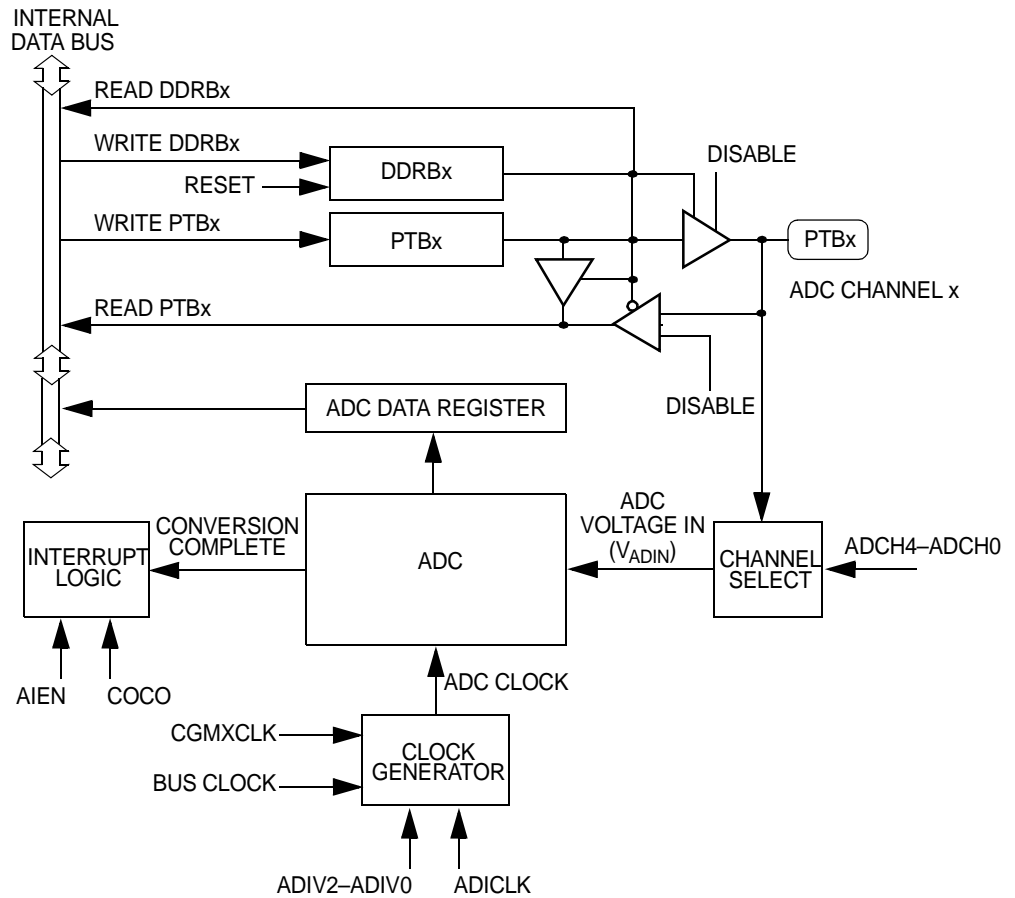 INTERNAL
DATA BUS
READ DDRBx
WRITE DDRBx
DDRBx
DISABLE
RESET
WRITE PTBx
PTBx
PTBx
ADC CHANNEL x
READ PTBx
DISABLE
ADC DATA REGISTER
INTERRUPT
LOGIC
CONVERSION
COMPLETE
ADC
ADC
VOLTAGE IN
(VADIN)
CHANNEL
SELECT
ADCH4–ADCH0
AIEN
COCO
ADC CLOCK
CGMXCLK
BUS CLOCK
CLOCK
GENERATOR
ADIV2–ADIV0
ADICLK